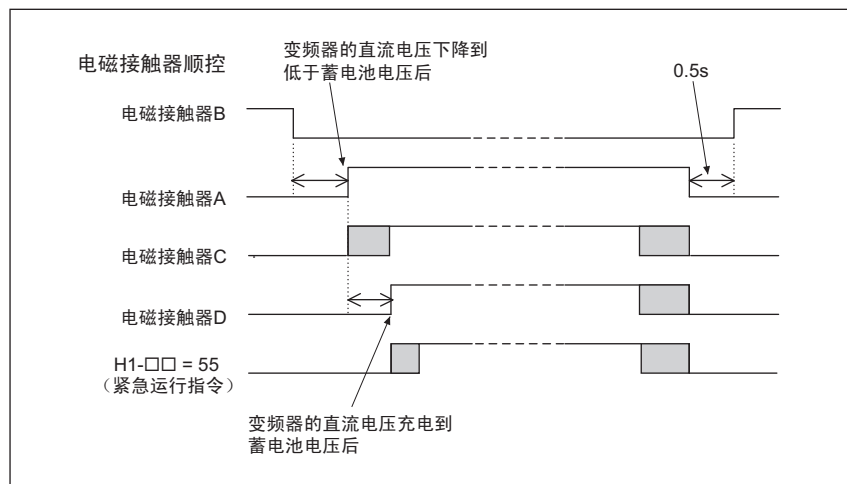 电磁接触器顺控
变频器的直流电压下降到
低于蓄电池电压后
0.5s
电磁接触器B
电磁接触器A
电磁接触器C
电磁接触器D
H1-□□ = 55
（紧急运行指令）
变频器的直流电压充电到
蓄电池电压后